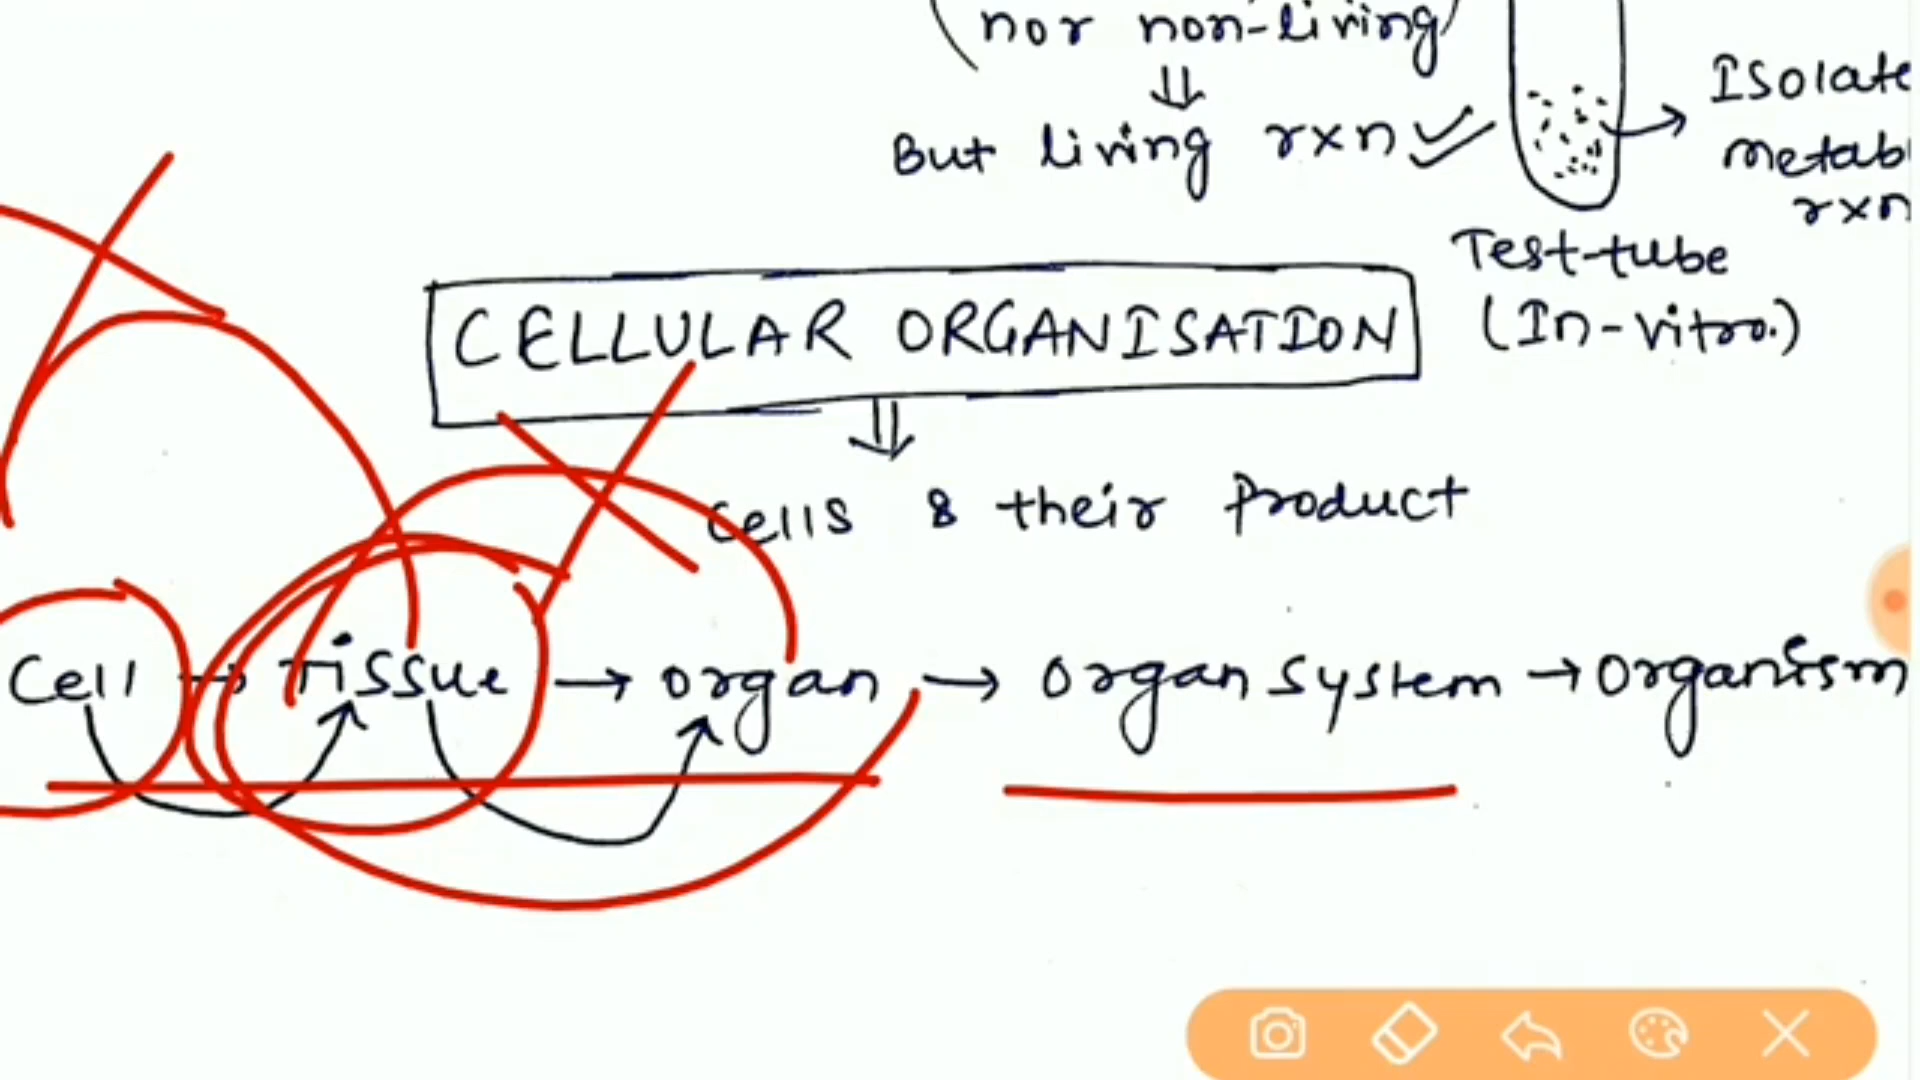 (nor non-living)
⇓
But living rxn ✓✓
Isolate
metab
rxn
Test-tube
(In-vitro.)
CELLULAR ORGANISATION
⇓
cells & their Product
Cell → Tissue → organ → organ system → organism